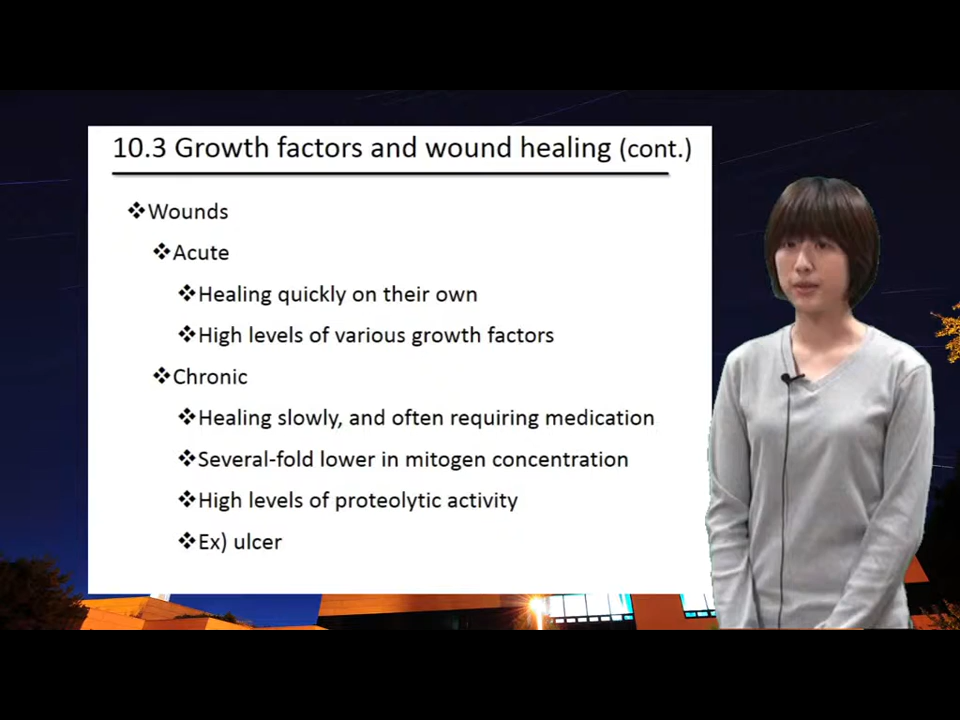 10.3 Growth factors and wound healing (cont.)
❖Wounds
❖Acute
❖Healing quickly on their own
❖High levels of various growth factors
❖Chronic
❖Healing slowly, and often requiring medication
❖Several-fold lower in mitogen concentration
❖High levels of proteolytic activity
❖Ex) ulcer